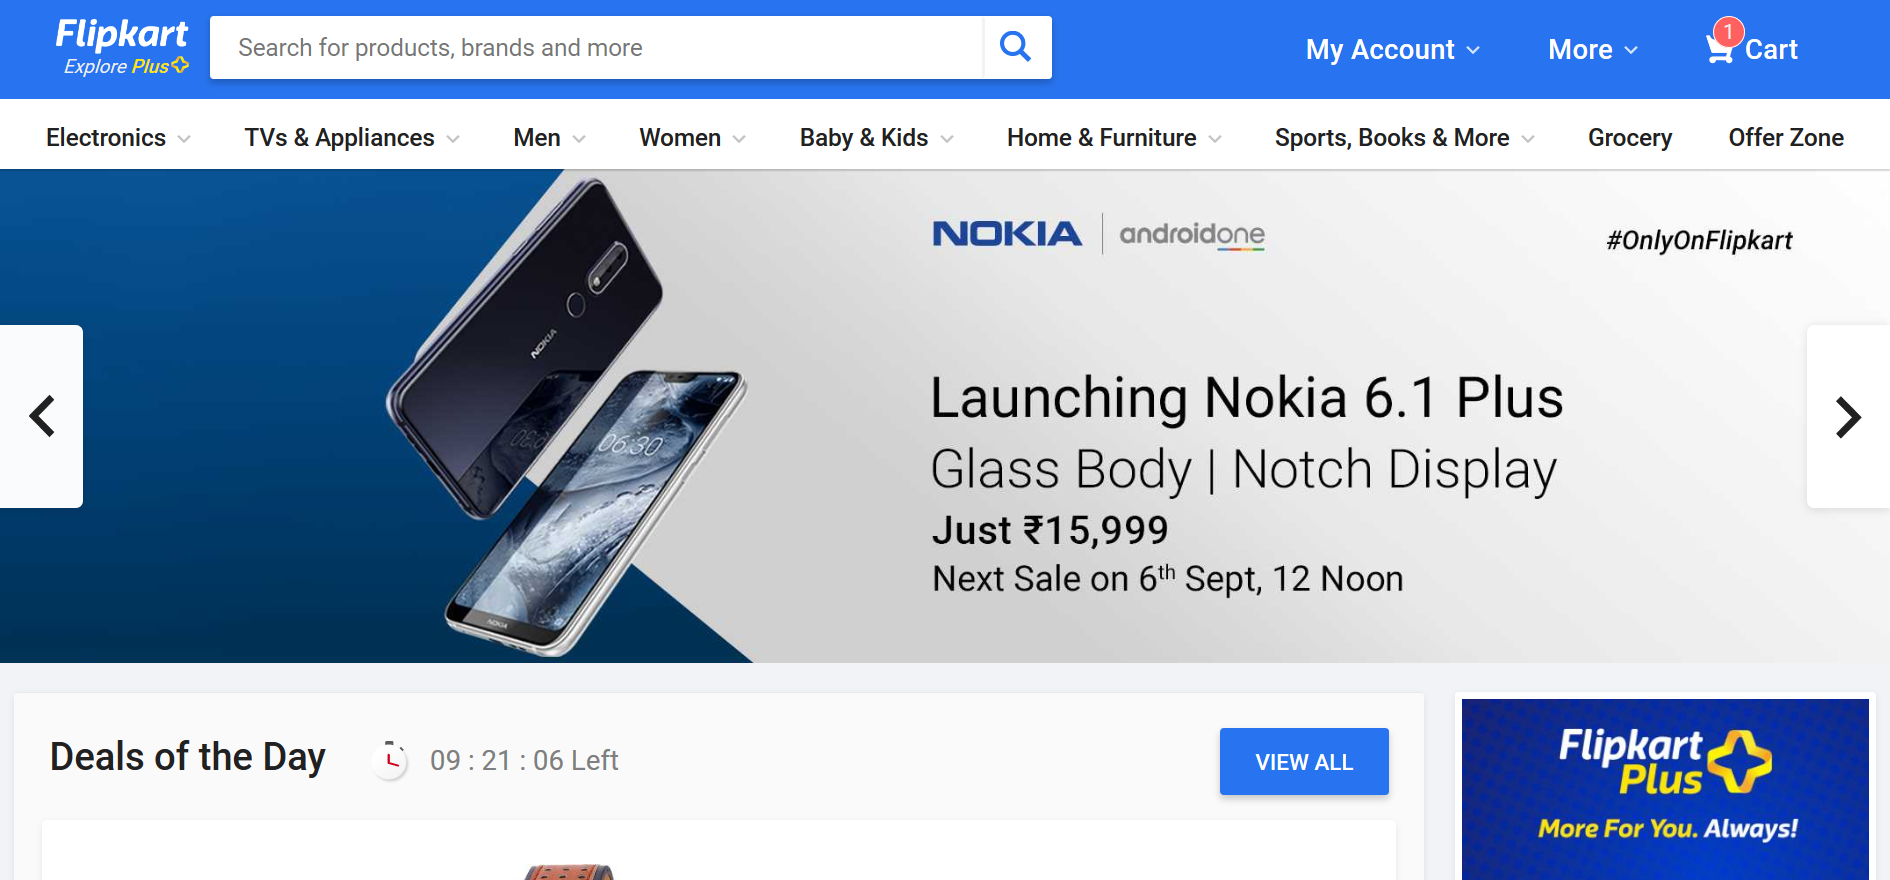 Flipkart
Explore Plus
Search for products, brands and more
My Account
More
1
Cart
Electronics
TVs & Appliances
Men
Women
Baby & Kids
Home & Furniture
Sports, Books & More
Grocery
Offer Zone
NOKIA
androidone
#OnlyOnFlipkart
NOKIA
06:30
NOKIA
Launching Nokia 6.1 Plus
Glass Body | Notch Display
Just ₹15,999
Next Sale on 6th Sept, 12 Noon
Deals of the Day
09 : 21 : 06 Left
VIEW ALL
Flipkart
Plus
More For You. Always!